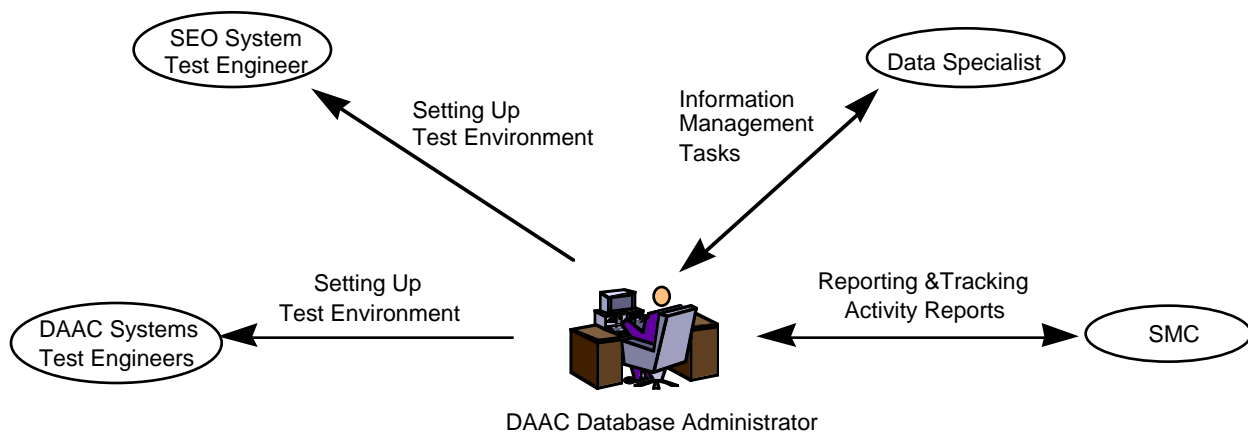 SEO System
Test Engineer
Data Specialist
Setting Up
Test Environment
Information
Management
Tasks
Setting Up
Test Environment
Reporting &Tracking
Activity Reports
DAAC Systems
Test Engineers
SMC
DAAC Database Administrator